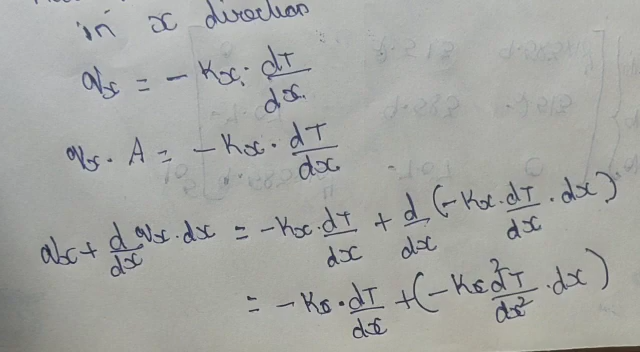 in x direction
qx = - Kx · dT/dx
qx · A = - Kx · dT/dx
qx + d/dx qx · dx = - Kx · dT/dx + d/dx (- Kx · dT/dx · dx)
= - Kx · dT/dx + (- Kx d²T/dx² · dx)